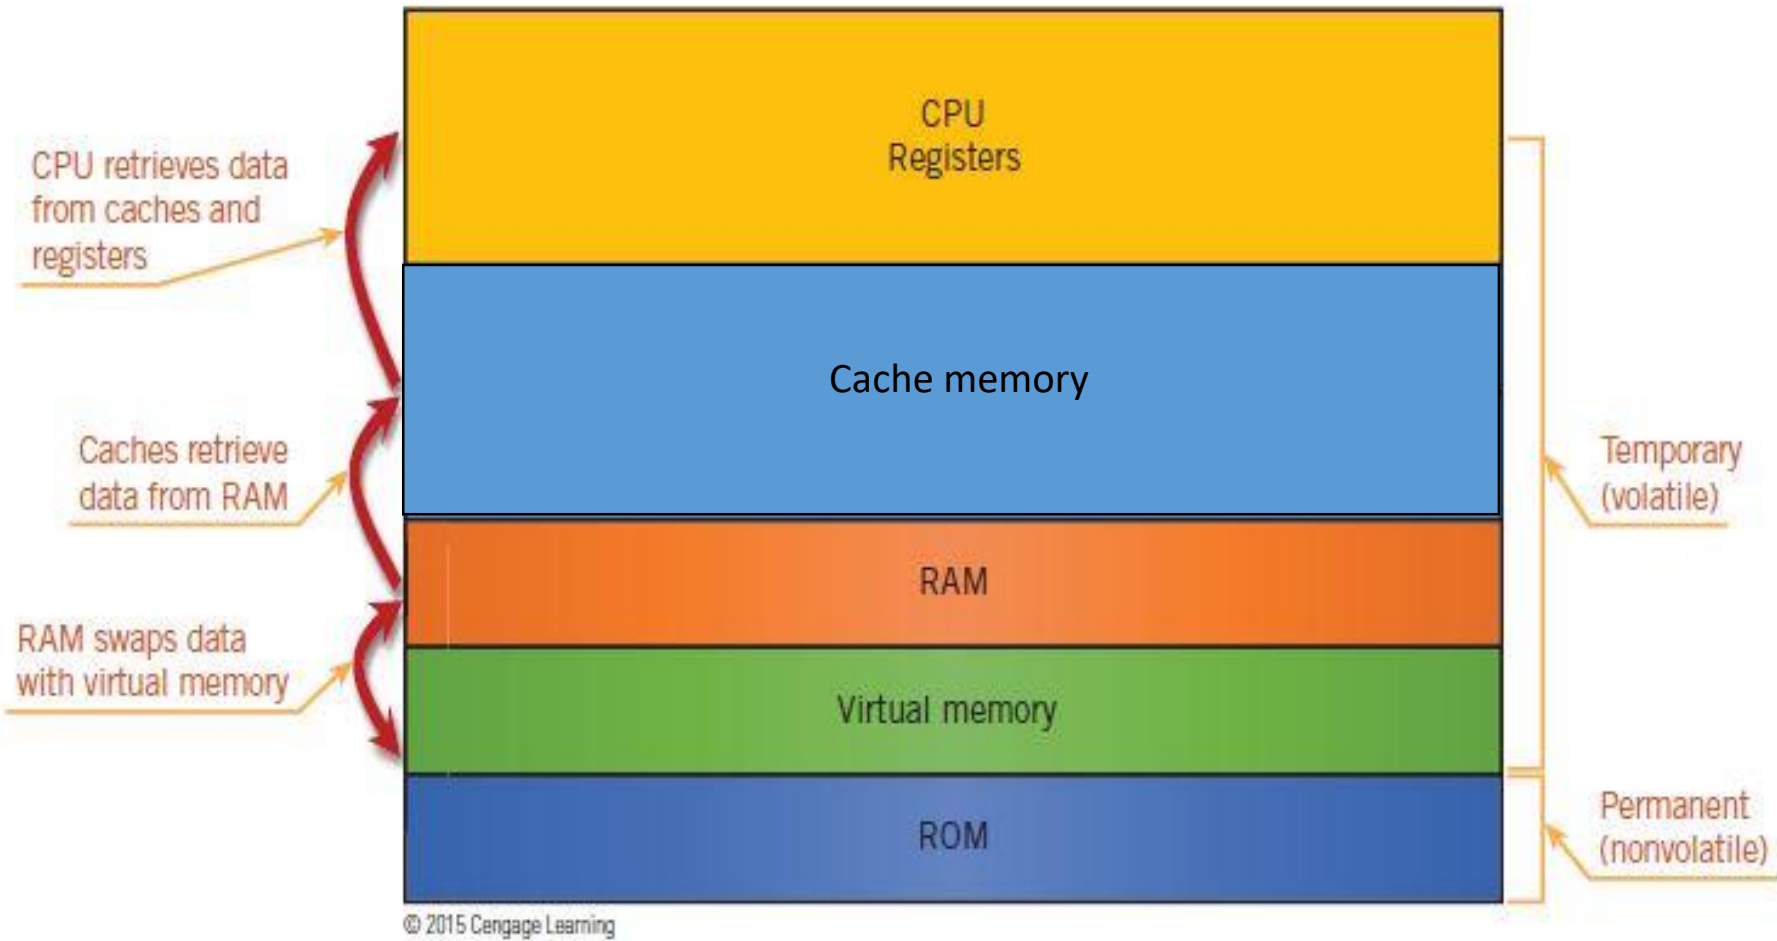 CPU
Registers
CPU retrieves data
from caches and
registers
Cache memory
Caches retrieve
data from RAM
Temporary
(volatile)
RAM
RAM swaps data
with virtual memory
Virtual memory
Permanent
(nonvolatile)
ROM
© 2015 Cengage Learning